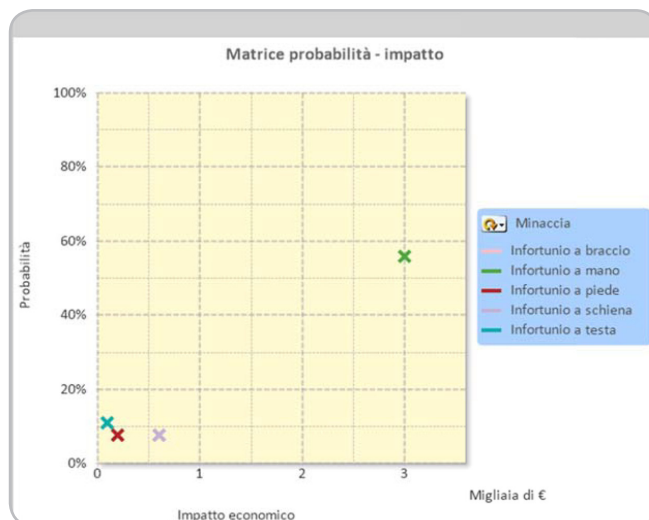 Matrice probabilità - impatto
100%
80%
60%
40%
20%
0%
Probabilità
0 1 2 3
Migliaia di €
Impatto economico
Minaccia
Infortunio a braccio
Infortunio a mano
Infortunio a piede
Infortunio a schiena
Infortunio a testa